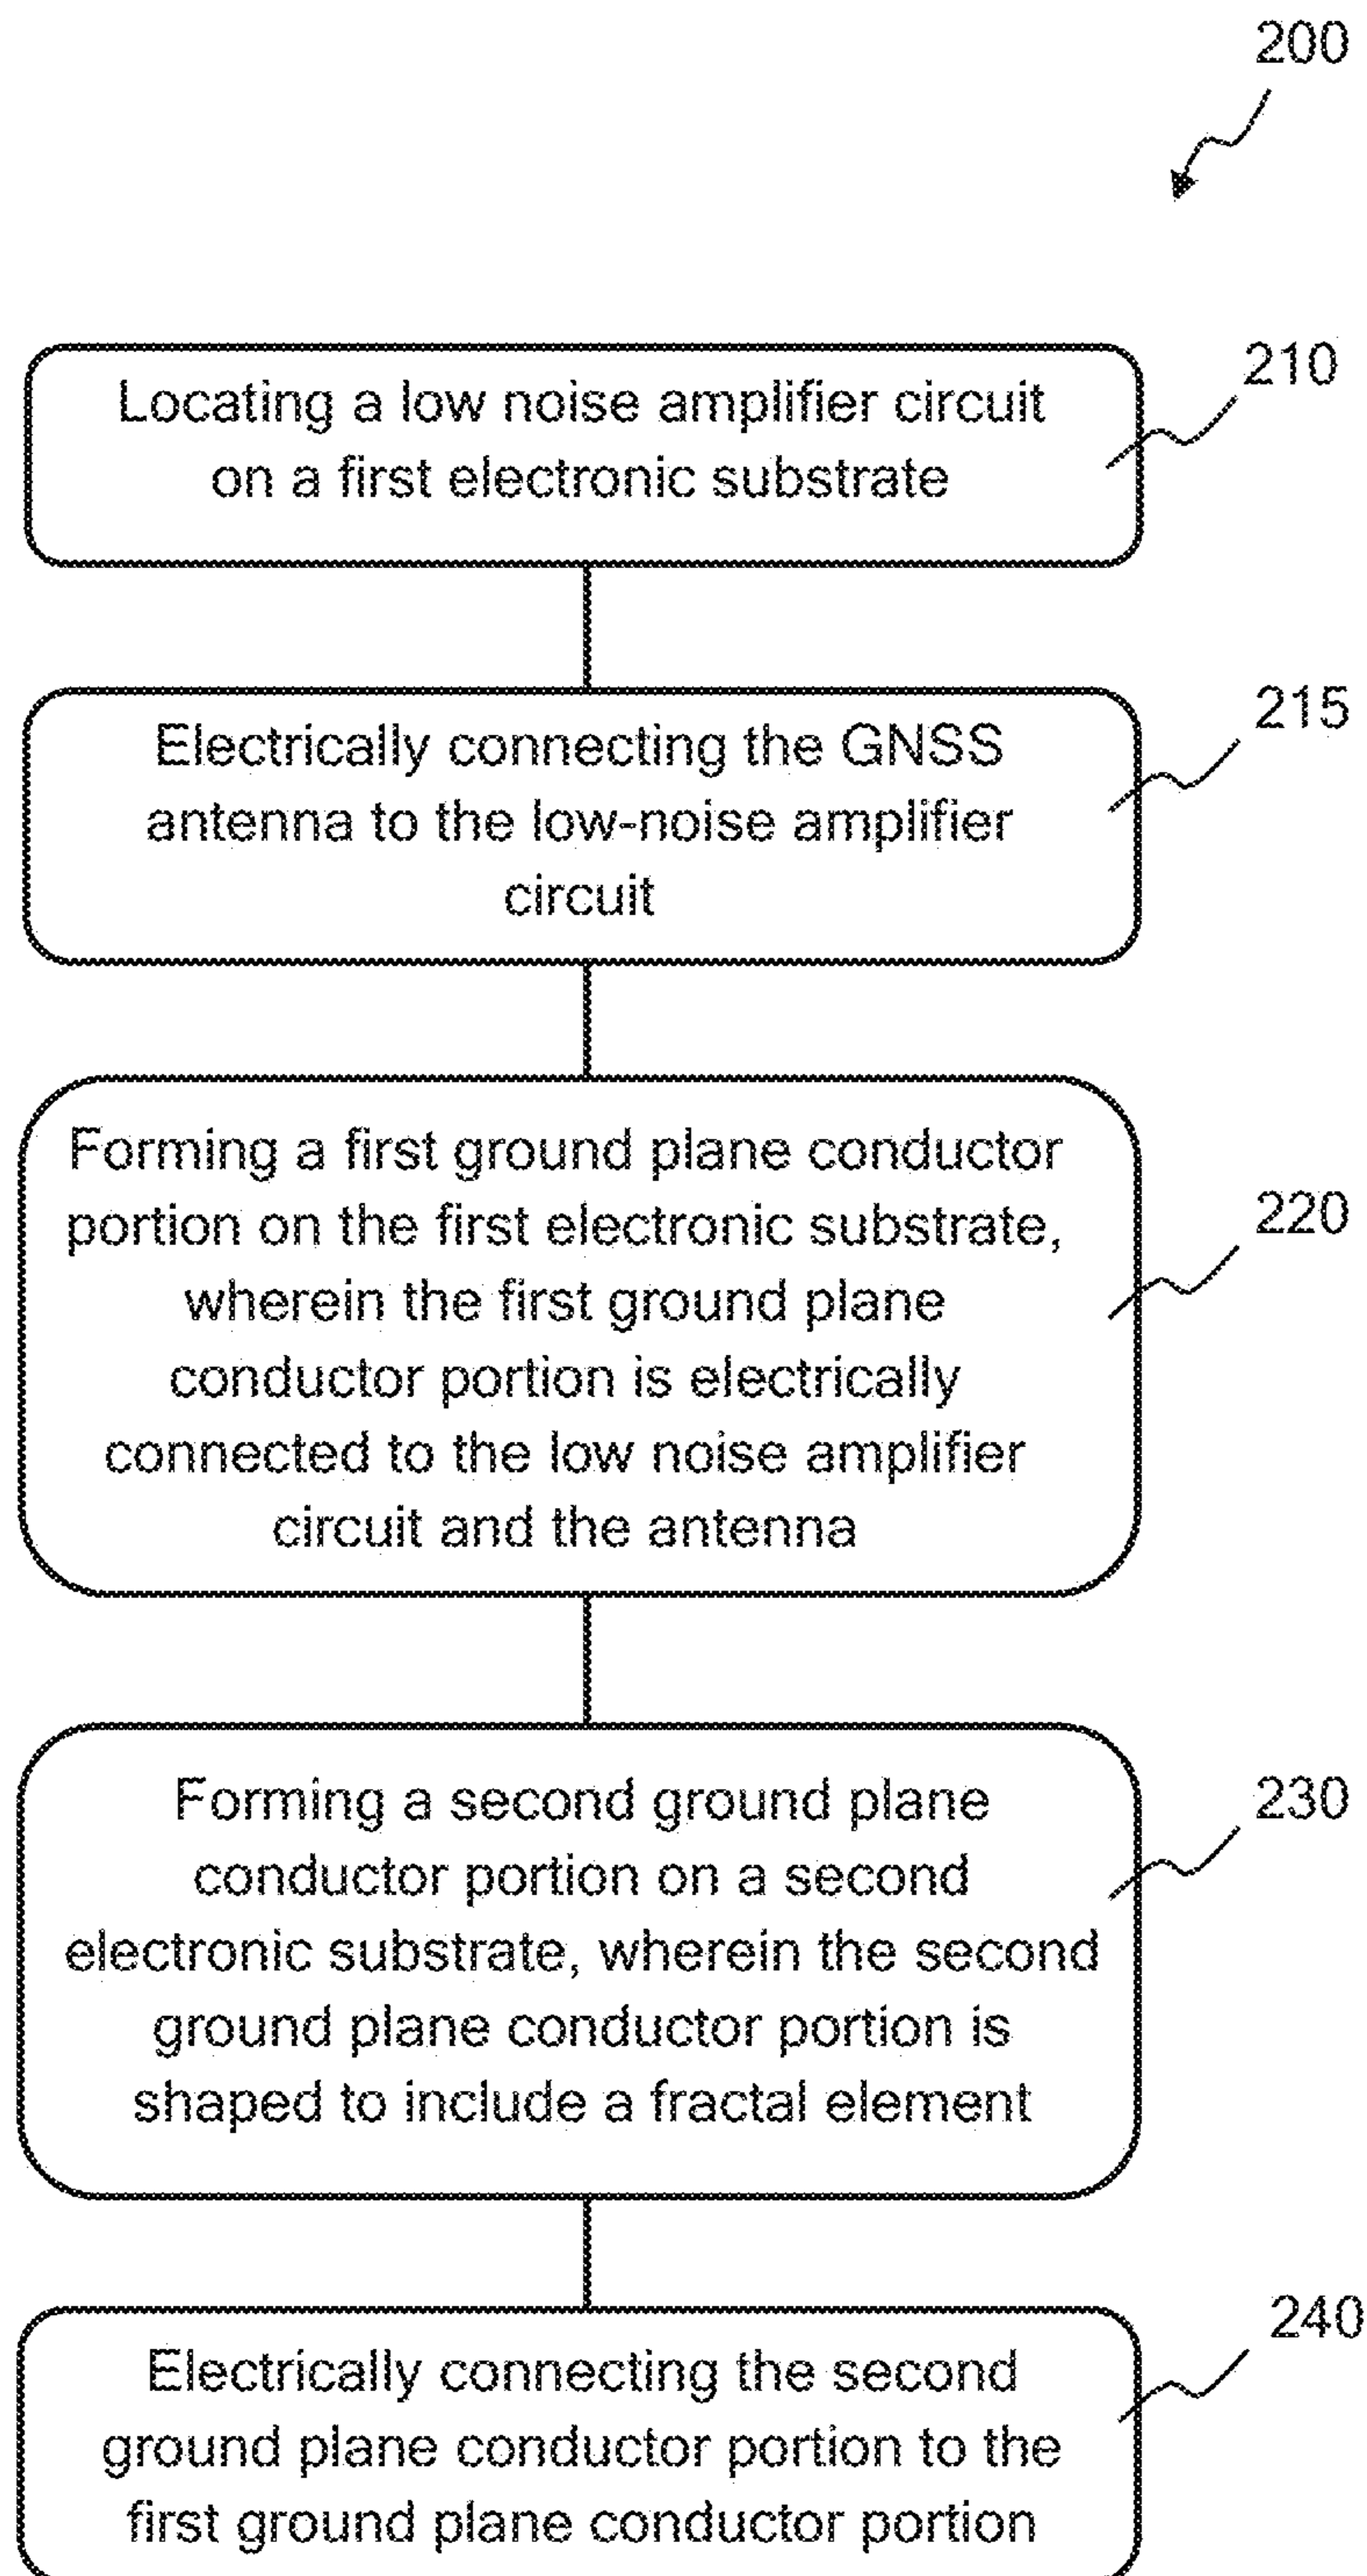 200
Locating a low noise amplifier circuit
on a first electronic substrate
210
Electrically connecting the GNSS
antenna to the low-noise amplifier
circuit
215
Forming a first ground plane conductor
portion on the first electronic substrate,
wherein the first ground plane
conductor portion is electrically
connected to the low noise amplifier
circuit and the antenna
220
Forming a second ground plane
conductor portion on a second
electronic substrate, wherein the second
ground plane conductor portion is
shaped to include a fractal element
230
Electrically connecting the second
ground plane conductor portion to the
first ground plane conductor portion
240